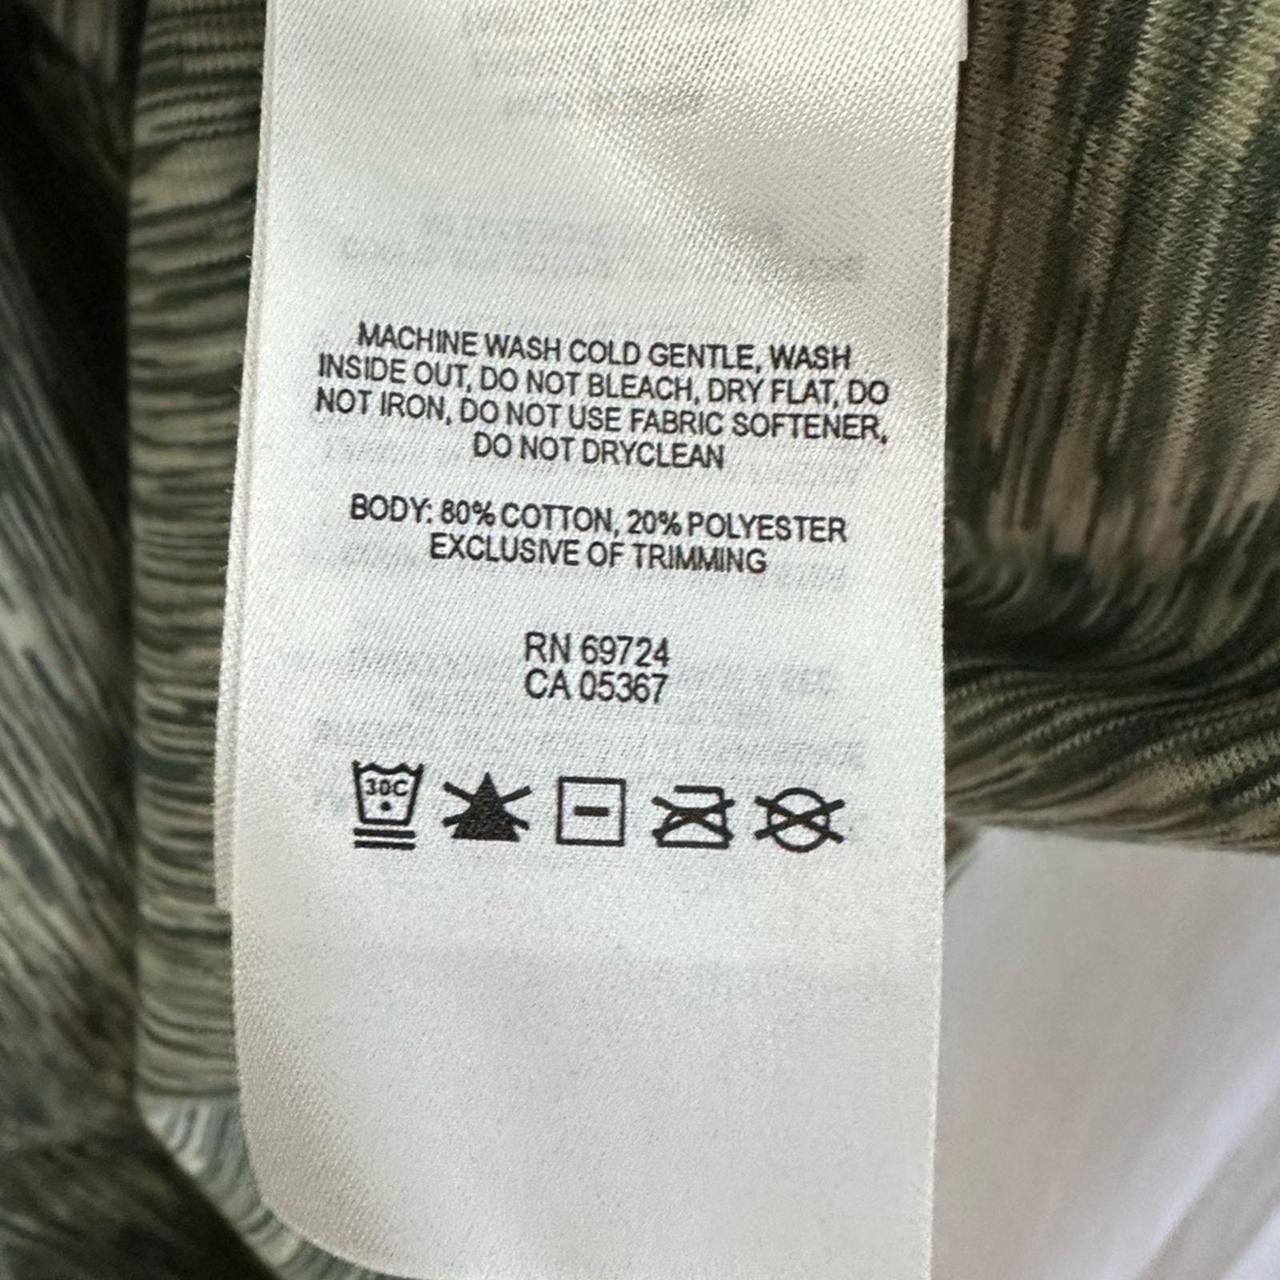 MACHINE WASH COLD GENTLE, WASH
INSIDE OUT, DO NOT BLEACH, DRY FLAT, DO
NOT IRON, DO NOT USE FABRIC SOFTENER,
DO NOT DRYCLEAN
BODY: 80% COTTON, 20% POLYESTER
EXCLUSIVE OF TRIMMING
RN 69724
CA 05367
30C